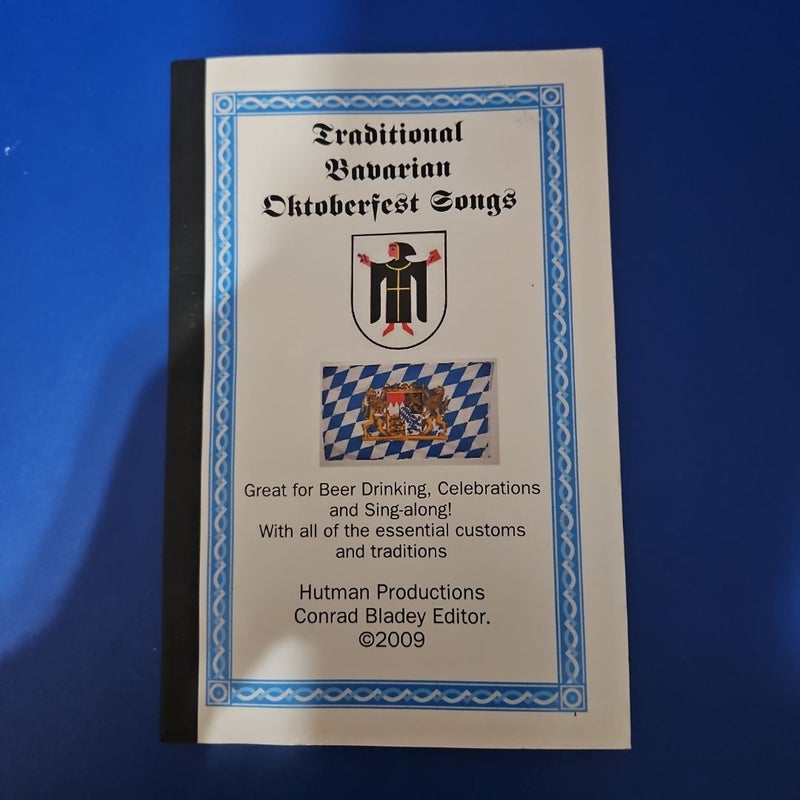 Traditional
Bavarian
Oktoberfest Songs
Great for Beer Drinking, Celebrations
and Sing-along!
With all of the essential customs
and traditions
Hutman Productions
Conrad Bladey Editor.
©2009